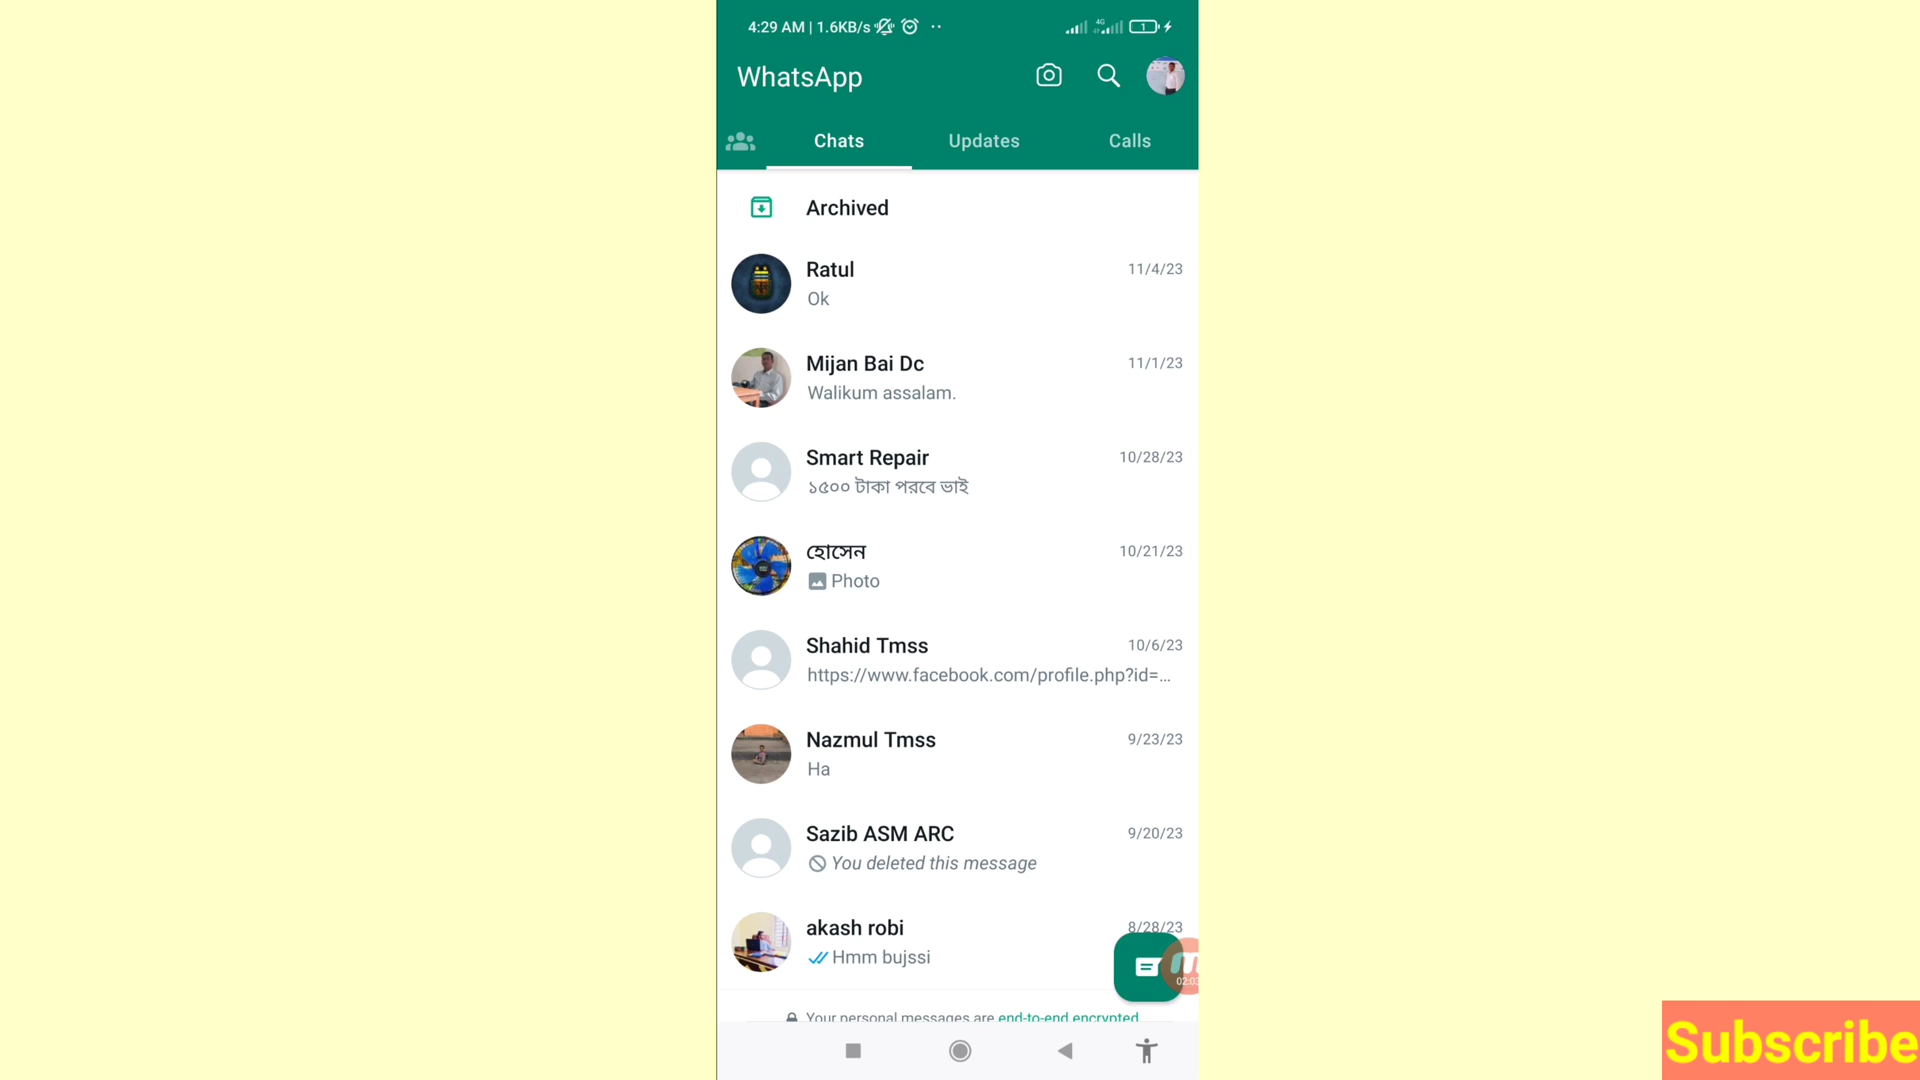 4:29 AM | 1.6KB/s
4G
1
WhatsApp
Chats
Updates
Calls
Archived
Ratul
11/4/23
Ok
Mijan Bai Dc
11/1/23
Walikum assalam.
Smart Repair
10/28/23
১৫০০ টাকা পরবে ভাই
হোসেন
10/21/23
Photo
Shahid Tmss
10/6/23
https://www.facebook.com/profile.php?id=...
Nazmul Tmss
9/23/23
Ha
Sazib ASM ARC
9/20/23
You deleted this message
akash robi
8/28/23
Hmm bujssi
02:03
Your personal messages are end-to-end encrypted
Subscribe